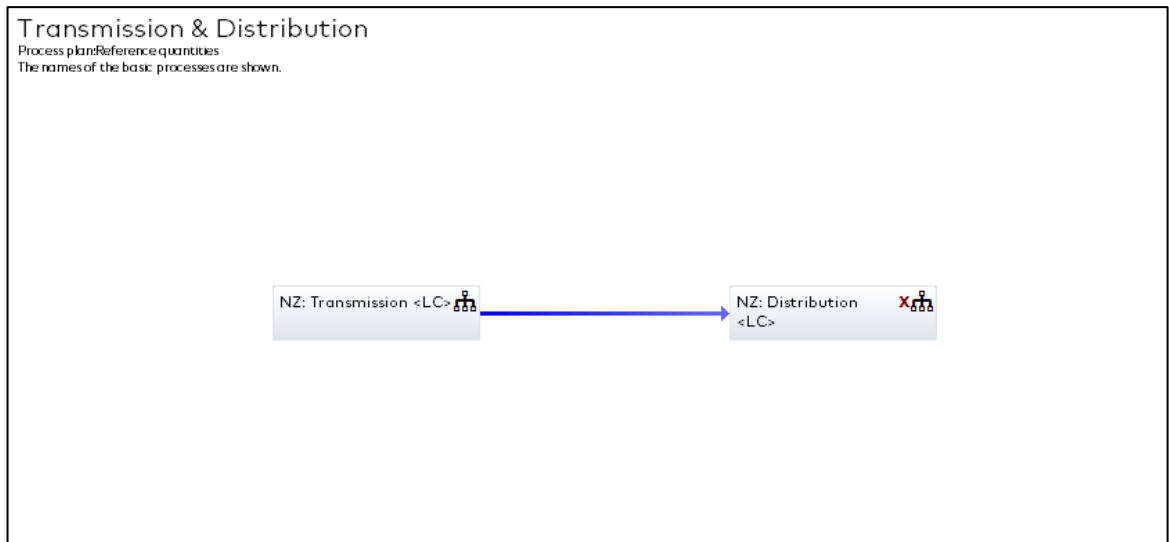 Transmission & Distribution
Process plan:Reference quantities
The names of the basic processes are shown.
NZ: Transmission <LC>
NZ: Distribution
<LC>
X